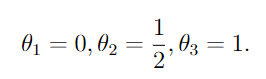 θ₁ = 0, θ₂ = 1/2, θ₃ = 1.